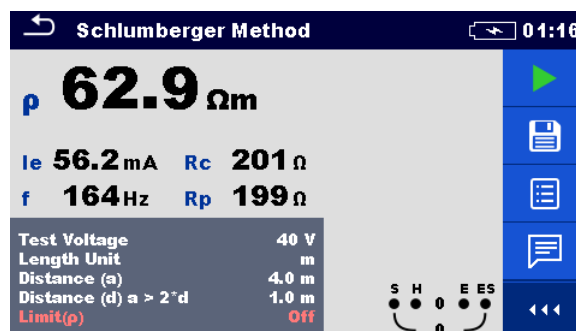 Schlumberger Method 01:16
ρ 62.9 Ωm
Ie 56.2 mA Rc 201 Ω
f 164 Hz Rp 199 Ω
Test Voltage 40 V
Length Unit m
Distance (a) 4.0 m
Distance (d) a > 2*d 1.0 m
Limit(ρ) Off
S H E ES
0
0